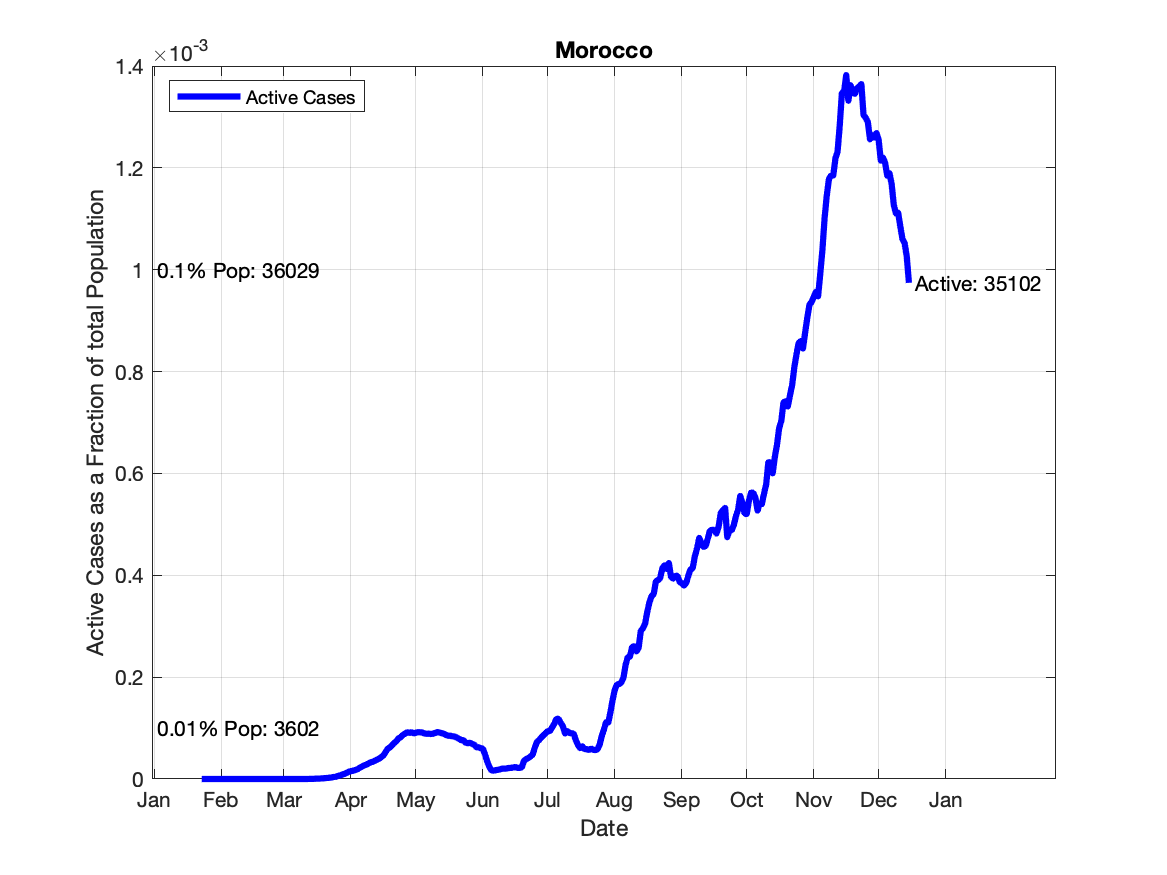 Morocco
×10-3
1.4
1.2
1
0.8
0.6
0.4
0.2
0
Active Cases
0.1% Pop: 36029
0.01% Pop: 3602
Active: 35102
Active Cases as a Fraction of total Population
Jan Feb Mar Apr May Jun Jul Aug Sep Oct Nov Dec Jan
Date